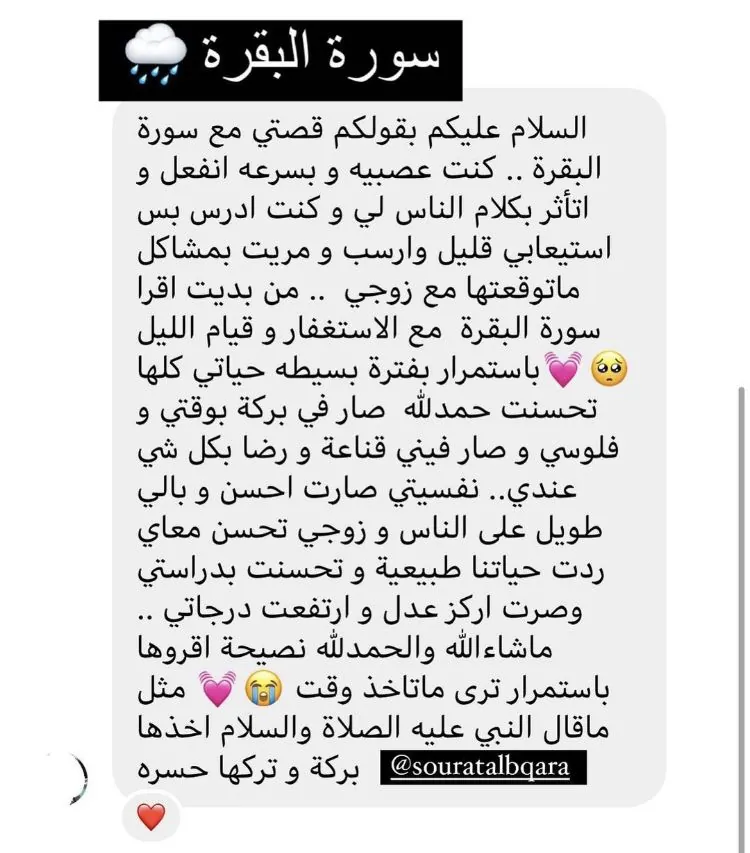 سورة البقرة 🌧️
السلام عليكم بقولكم قصتي مع سورة
البقرة .. كنت عصبيه و بسرعه انفعل و
اتأثر بكلام الناس لي و كنت ادرس بس
استيعابي قليل وارسب و مريت بمشاكل
ماتوقعتها مع زوجي .. من بديت اقرا
سورة البقرة مع الاستغفار و قيام الليل
🥺💓باستمرار بفترة بسيطه حياتي كلها
تحسنت حمدلله صار في بركة بوقتي و
فلوسي و صار فيني قناعة و رضا بكل شي
عندي.. نفسيتي صارت احسن و بالي
طويل على الناس و زوجي تحسن معاي
ردت حياتنا طبيعية و تحسنت بدراستي
وصرت اركز عدل و ارتفعت درجاتي ..
ماشاءالله والحمدلله نصيحة اقروها
باستمرار ترى ماتاخذ وقت 😭💓 مثل
ماقال النبي عليه الصلاة والسلام اخذها
بركة و تركها حسره @souratalbqara
❤️